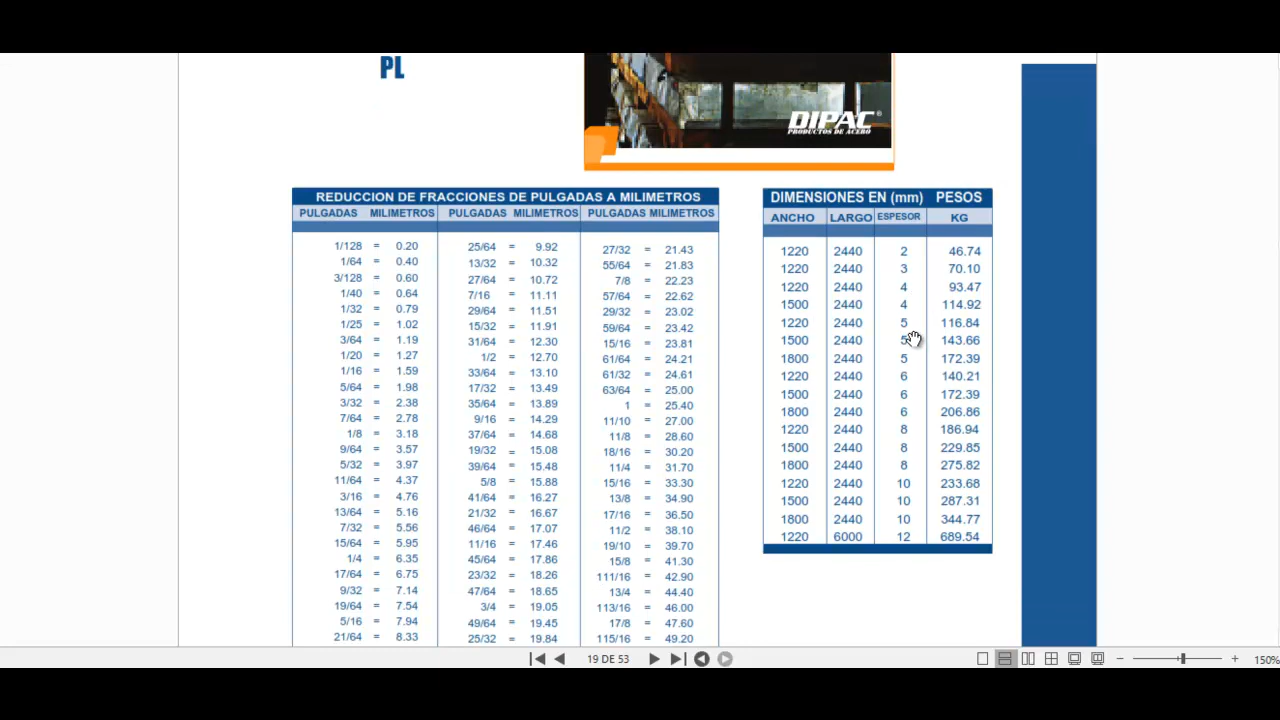 PL
DIPAC®
PRODUCTOS DE ACERO
REDUCCION DE FRACCIONES DE PULGADAS A MILIMETROS
PULGADAS MILIMETROS PULGADAS MILIMETROS PULGADAS MILIMETROS
1/128 = 0.20 25/64 = 9.92 27/32 = 21.43
1/64 = 0.40 13/32 = 10.32 55/64 = 21.83
3/128 = 0.60 27/64 = 10.72 7/8 = 22.23
1/40 = 0.64 7/16 = 11.11 57/64 = 22.62
1/32 = 0.79 29/64 = 11.51 29/32 = 23.02
1/25 = 1.02 15/32 = 11.91 59/64 = 23.42
3/64 = 1.19 31/64 = 12.30 15/16 = 23.81
1/20 = 1.27 1/2 = 12.70 61/64 = 24.21
1/16 = 1.59 33/64 = 13.10 61/32 = 24.61
5/64 = 1.98 17/32 = 13.49 63/64 = 25.00
3/32 = 2.38 35/64 = 13.89 1 = 25.40
7/64 = 2.78 9/16 = 14.29 11/10 = 27.00
1/8 = 3.18 37/64 = 14.68 11/8 = 28.60
9/64 = 3.57 19/32 = 15.08 18/16 = 30.20
5/32 = 3.97 39/64 = 15.48 11/4 = 31.70
11/64 = 4.37 5/8 = 15.88 15/16 = 33.30
3/16 = 4.76 41/64 = 16.27 13/8 = 34.90
13/64 = 5.16 21/32 = 16.67 17/16 = 36.50
7/32 = 5.56 46/64 = 17.07 11/2 = 38.10
15/64 = 5.95 11/16 = 17.46 19/10 = 39.70
1/4 = 6.35 45/64 = 17.86 15/8 = 41.30
17/64 = 6.75 23/32 = 18.26 111/16 = 42.90
9/32 = 7.14 47/64 = 18.65 13/4 = 44.40
19/64 = 7.54 3/4 = 19.05 113/16 = 46.00
5/16 = 7.94 49/64 = 19.45 17/8 = 47.60
21/64 = 8.33 25/32 = 19.84 115/16 = 49.20
DIMENSIONES EN (mm) PESOS
ANCHO LARGO ESPESOR KG
1220 2440 2 46.74
1220 2440 3 70.10
1220 2440 4 93.47
1500 2440 4 114.92
1220 2440 5 116.84
1500 2440 5 143.66
1800 2440 5 172.39
1220 2440 6 140.21
1500 2440 6 172.39
1800 2440 6 206.86
1220 2440 8 186.94
1500 2440 8 229.85
1800 2440 8 275.82
1220 2440 10 233.68
1500 2440 10 287.31
1800 2440 10 344.77
1220 6000 12 689.54
19 DE 53
150%